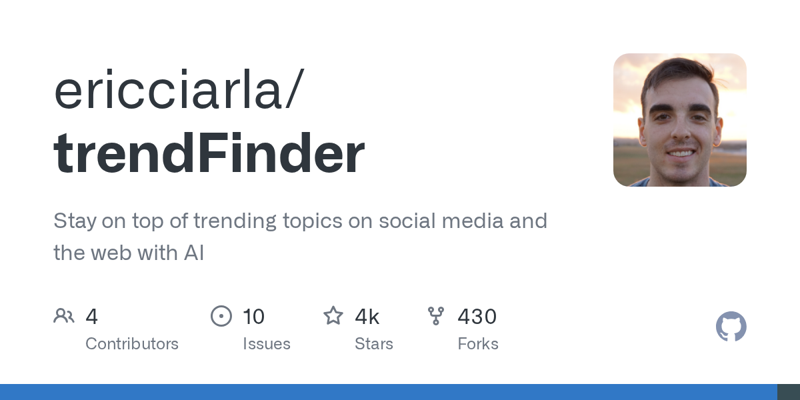 ericciarla/
trendFinder
Stay on top of trending topics on social media and
the web with AI
4 10 4k 430
Contributors Issues Stars Forks